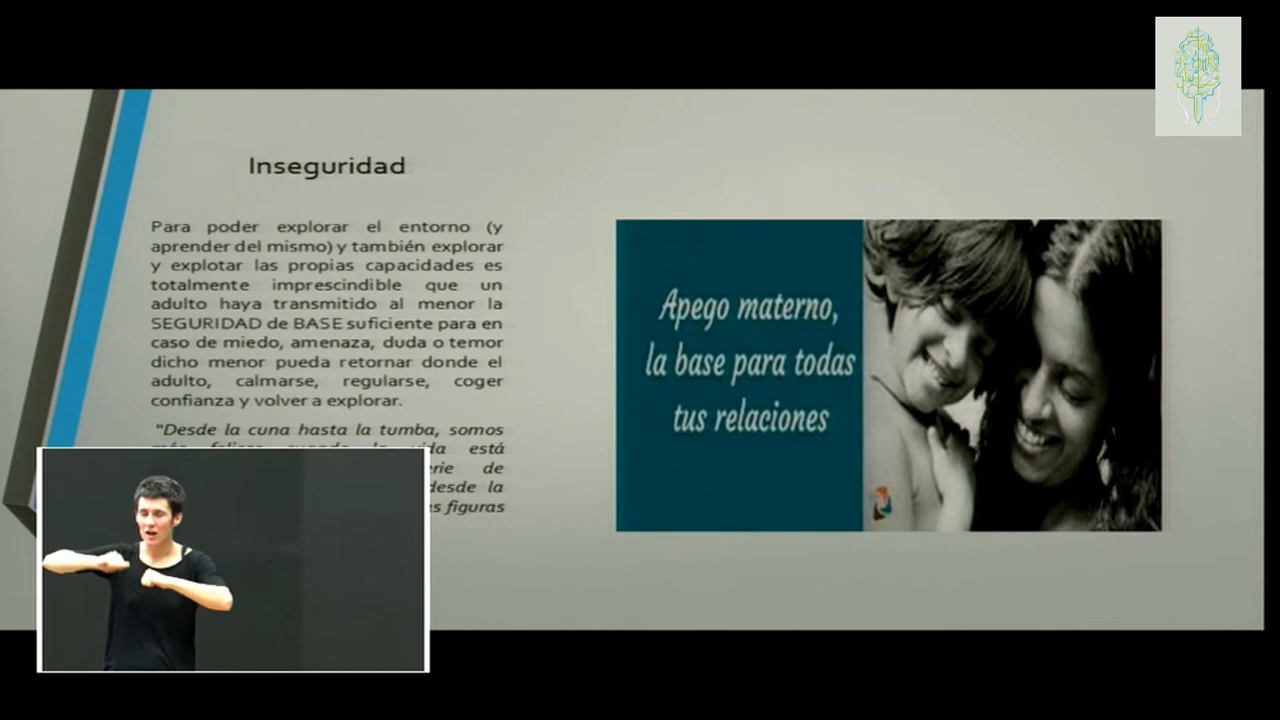 Inseguridad
Para poder explorar el entorno (y
aprender del mismo) y también explorar
y explotar las propias capacidades es
totalmente imprescindible que un
adulto haya transmitido al menor la
SEGURIDAD de BASE suficiente para en
caso de miedo, amenaza, duda o temor
dicho menor pueda retornar donde el
adulto, calmarse, regularse, coger
confianza y volver a explorar.
"Desde la cuna hasta la tumba, somos
está
de
desde la
figuras
Apego materno,
la base para todas
tus relaciones